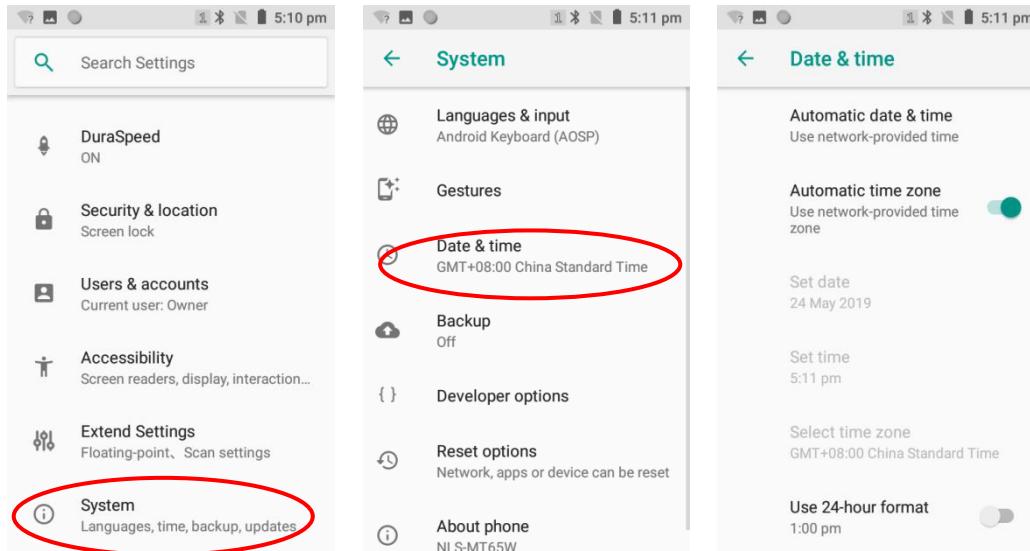 5:10 pm
Search Settings
DuraSpeed
ON
Security & location
Screen lock
Users & accounts
Current user: Owner
Accessibility
Screen readers, display, interaction...
Extend Settings
Floating-point、Scan settings
System
Languages, time, backup, updates
5:11 pm
System
Languages & input
Android Keyboard (AOSP)
Gestures
Date & time
GMT+08:00 China Standard Time
Backup
Off
{ } Developer options
Reset options
Network, apps or device can be reset
About phone
NLS-MT65W
5:11 pm
Date & time
Automatic date & time
Use network-provided time
Automatic time zone
Use network-provided time
zone
Set date
24 May 2019
Set time
5:11 pm
Select time zone
GMT+08:00 China Standard Time
Use 24-hour format
1:00 pm